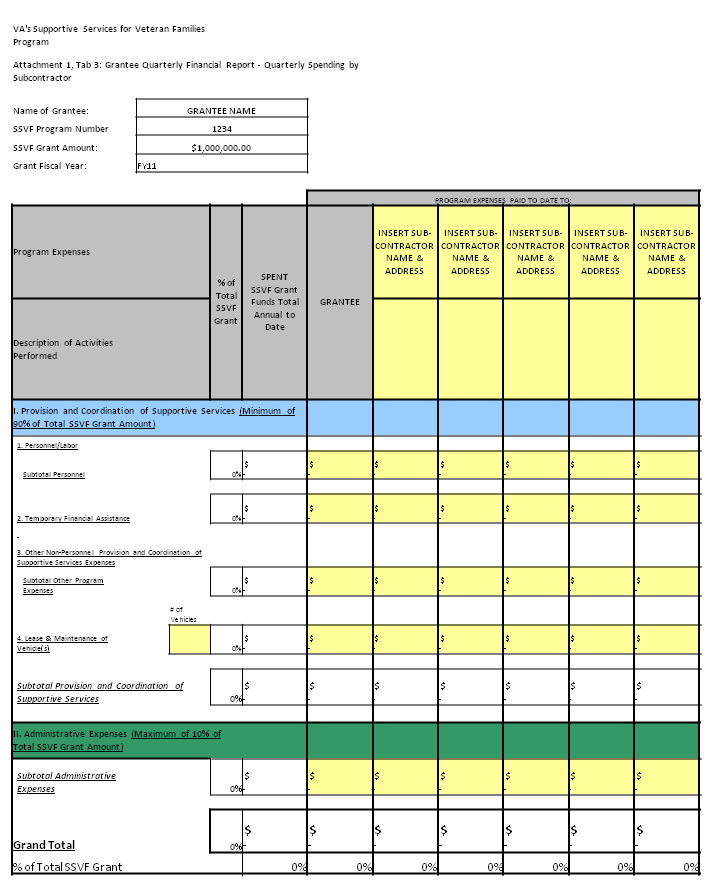 VA's Supportive Services for Veteran Families
Program
Attachment 1, Tab 3: Grantee Quarterly Financial Report - Quarterly Spending by
Subcontractor
Name of Grantee: GRANTEE NAME
SSVF Program Number 1234
SSVF Grant Amount: $1,000,000.00
Grant Fiscal Year: FY11
PROGRAM EXPENSES PAID TO DATE TO:
Program Expenses
% of
Total
SSVF
Grant
SPENT
SSVF Grant
Funds Total
Annual to
Date
GRANTEE
INSERT SUB-
CONTRACTOR
NAME &
ADDRESS
INSERT SUB-
CONTRACTOR
NAME &
ADDRESS
INSERT SUB-
CONTRACTOR
NAME &
ADDRESS
INSERT SUB-
CONTRACTOR
NAME &
ADDRESS
INSERT SUB-
CONTRACTOR
NAME &
ADDRESS
Description of Activities
Performed
I. Provision and Coordination of Supportive Services (Minimum of
90% of Total SSVF Grant Amount)
1. Personnel/Labor
Subtotal Personnel 0% $ - $ - $ - $ - $ - $ - $ -
2. Temporary Financial Assistance 0% $ - $ - $ - $ - $ - $ - $ -
-
3. Other Non-Personnel Provision and Coordination of
Supportive Services Expenses
Subtotal Other Program
Expenses 0% $ - $ - $ - $ - $ - $ - $ -
# of
Vehicles
4. Lease & Maintenance of
Vehicle(s) 0% $ - $ - $ - $ - $ - $ - $ -
Subtotal Provision and Coordination of
Supportive Services 0% $ - $ - $ - $ - $ - $ - $ -
II. Administrative Expenses (Maximum of 10% of
Total SSVF Grant Amount)
Subtotal Administrative
Expenses 0% $ - $ - $ - $ - $ - $ - $ -
Grand Total 0% $ - $ - $ - $ - $ - $ - $ -
% of Total SSVF Grant 0% 0% 0% 0% 0% 0% 0%